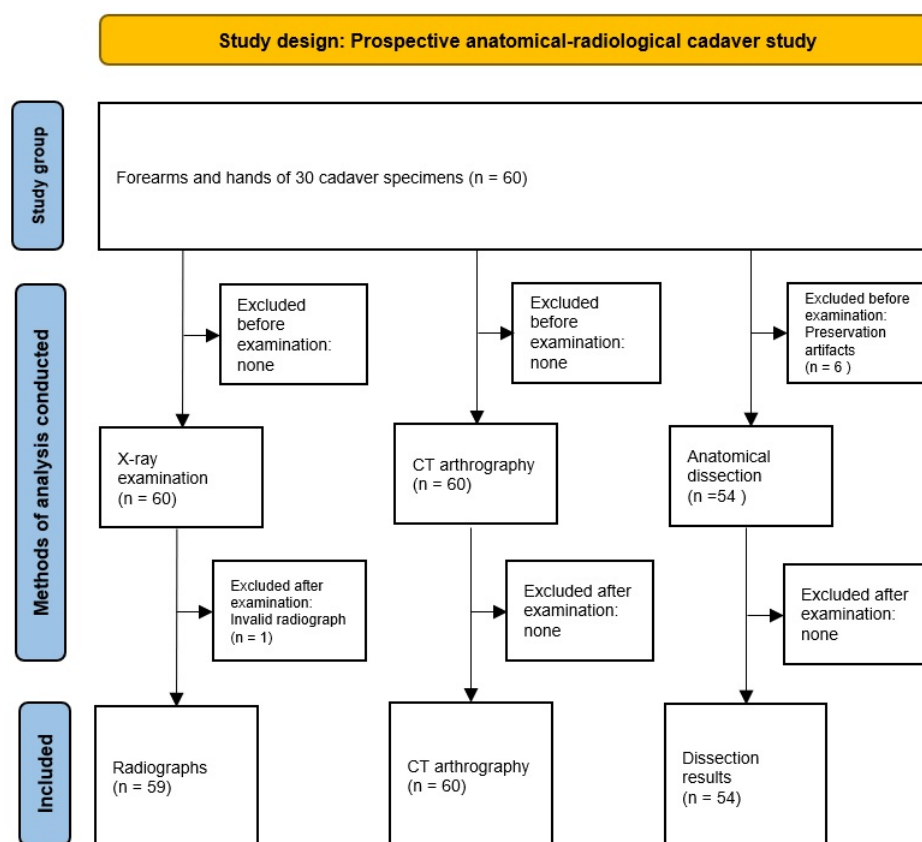 Study design: Prospective anatomical-radiological cadaver study
Study group
Forearms and hands of 30 cadaver specimens (n = 60)
Methods of analysis conducted
Excluded
before
examination:
none
Excluded
before
examination:
none
Excluded before
examination:
Preservation
artifacts
(n = 6 )
X-ray
examination
(n = 60)
CT arthrography
(n = 60)
Anatomical
dissection
(n =54 )
Excluded after
examination:
Invalid radiograph
(n = 1)
Excluded after
examination:
none
Excluded after
examination:
none
Included
Radiographs
(n = 59)
CT arthrography
(n = 60)
Dissection
results
(n = 54)